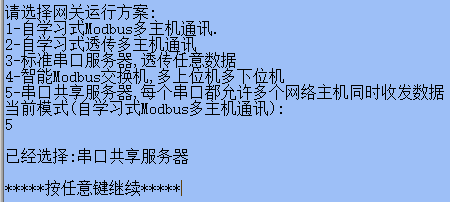 请选择网关运行方案:
1-自学习式Modbus多主机通讯.
2-自学习式透传多主机通讯
3-标准串口服务器,透传任意数据
4-智能Modbus交换机,多上位机多下位机
5-串口共享服务器,每个串口都允许多个网络主机同时收发数据
当前模式(自学习式Modbus多主机通讯):
5
已经选择:串口共享服务器
*****按任意键继续*****